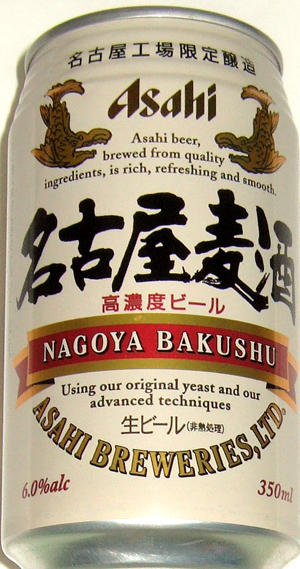 名古屋工場限定醸造
Asahi
Asahi beer,
brewed from quality
ingredients, is rich, refreshing and smooth.
名古屋麦酒
高濃度ビール
NAGOYA BAKUSHU
Using our original yeast and our
advanced techniques
生ビール(非熱処理)
ASAHI BREWERIES,LTD.
6.0%alc
350ml